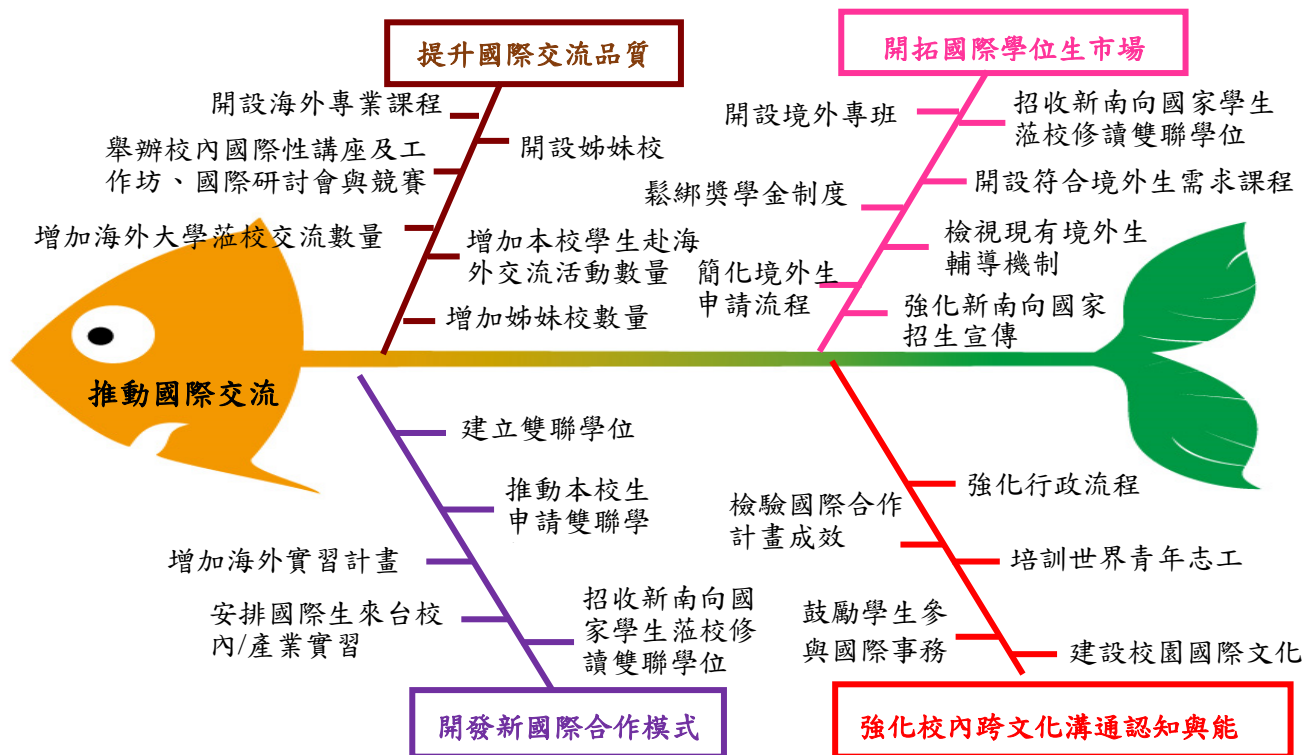 提升國際交流品質
開設海外專業課程
開設姊妹校
舉辦校內國際性講座及工
作坊、國際研討會與競賽
增加海外大學蒞校交流數量
增加本校學生赴海
外交流活動數量
增加姊妹校數量
開拓國際學位生市場
開設境外專班
招收新南向國家學生
蒞校修讀雙聯學位
開設符合境外生需求課程
鬆綁獎學金制度
檢視現有境外生
輔導機制
簡化境外生
申請流程
強化新南向國家
招生宣傳
推動國際交流
建立雙聯學位
推動本校生
申請雙聯學
增加海外實習計畫
安排國際生來台校
內/產業實習
招收新南向國
家學生蒞校修
讀雙聯學位
開發新國際合作模式
強化行政流程
檢驗國際合作
計畫成效
培訓世界青年志工
鼓勵學生參
與國際事務
建設校園國際文化
強化校內跨文化溝通認知與能